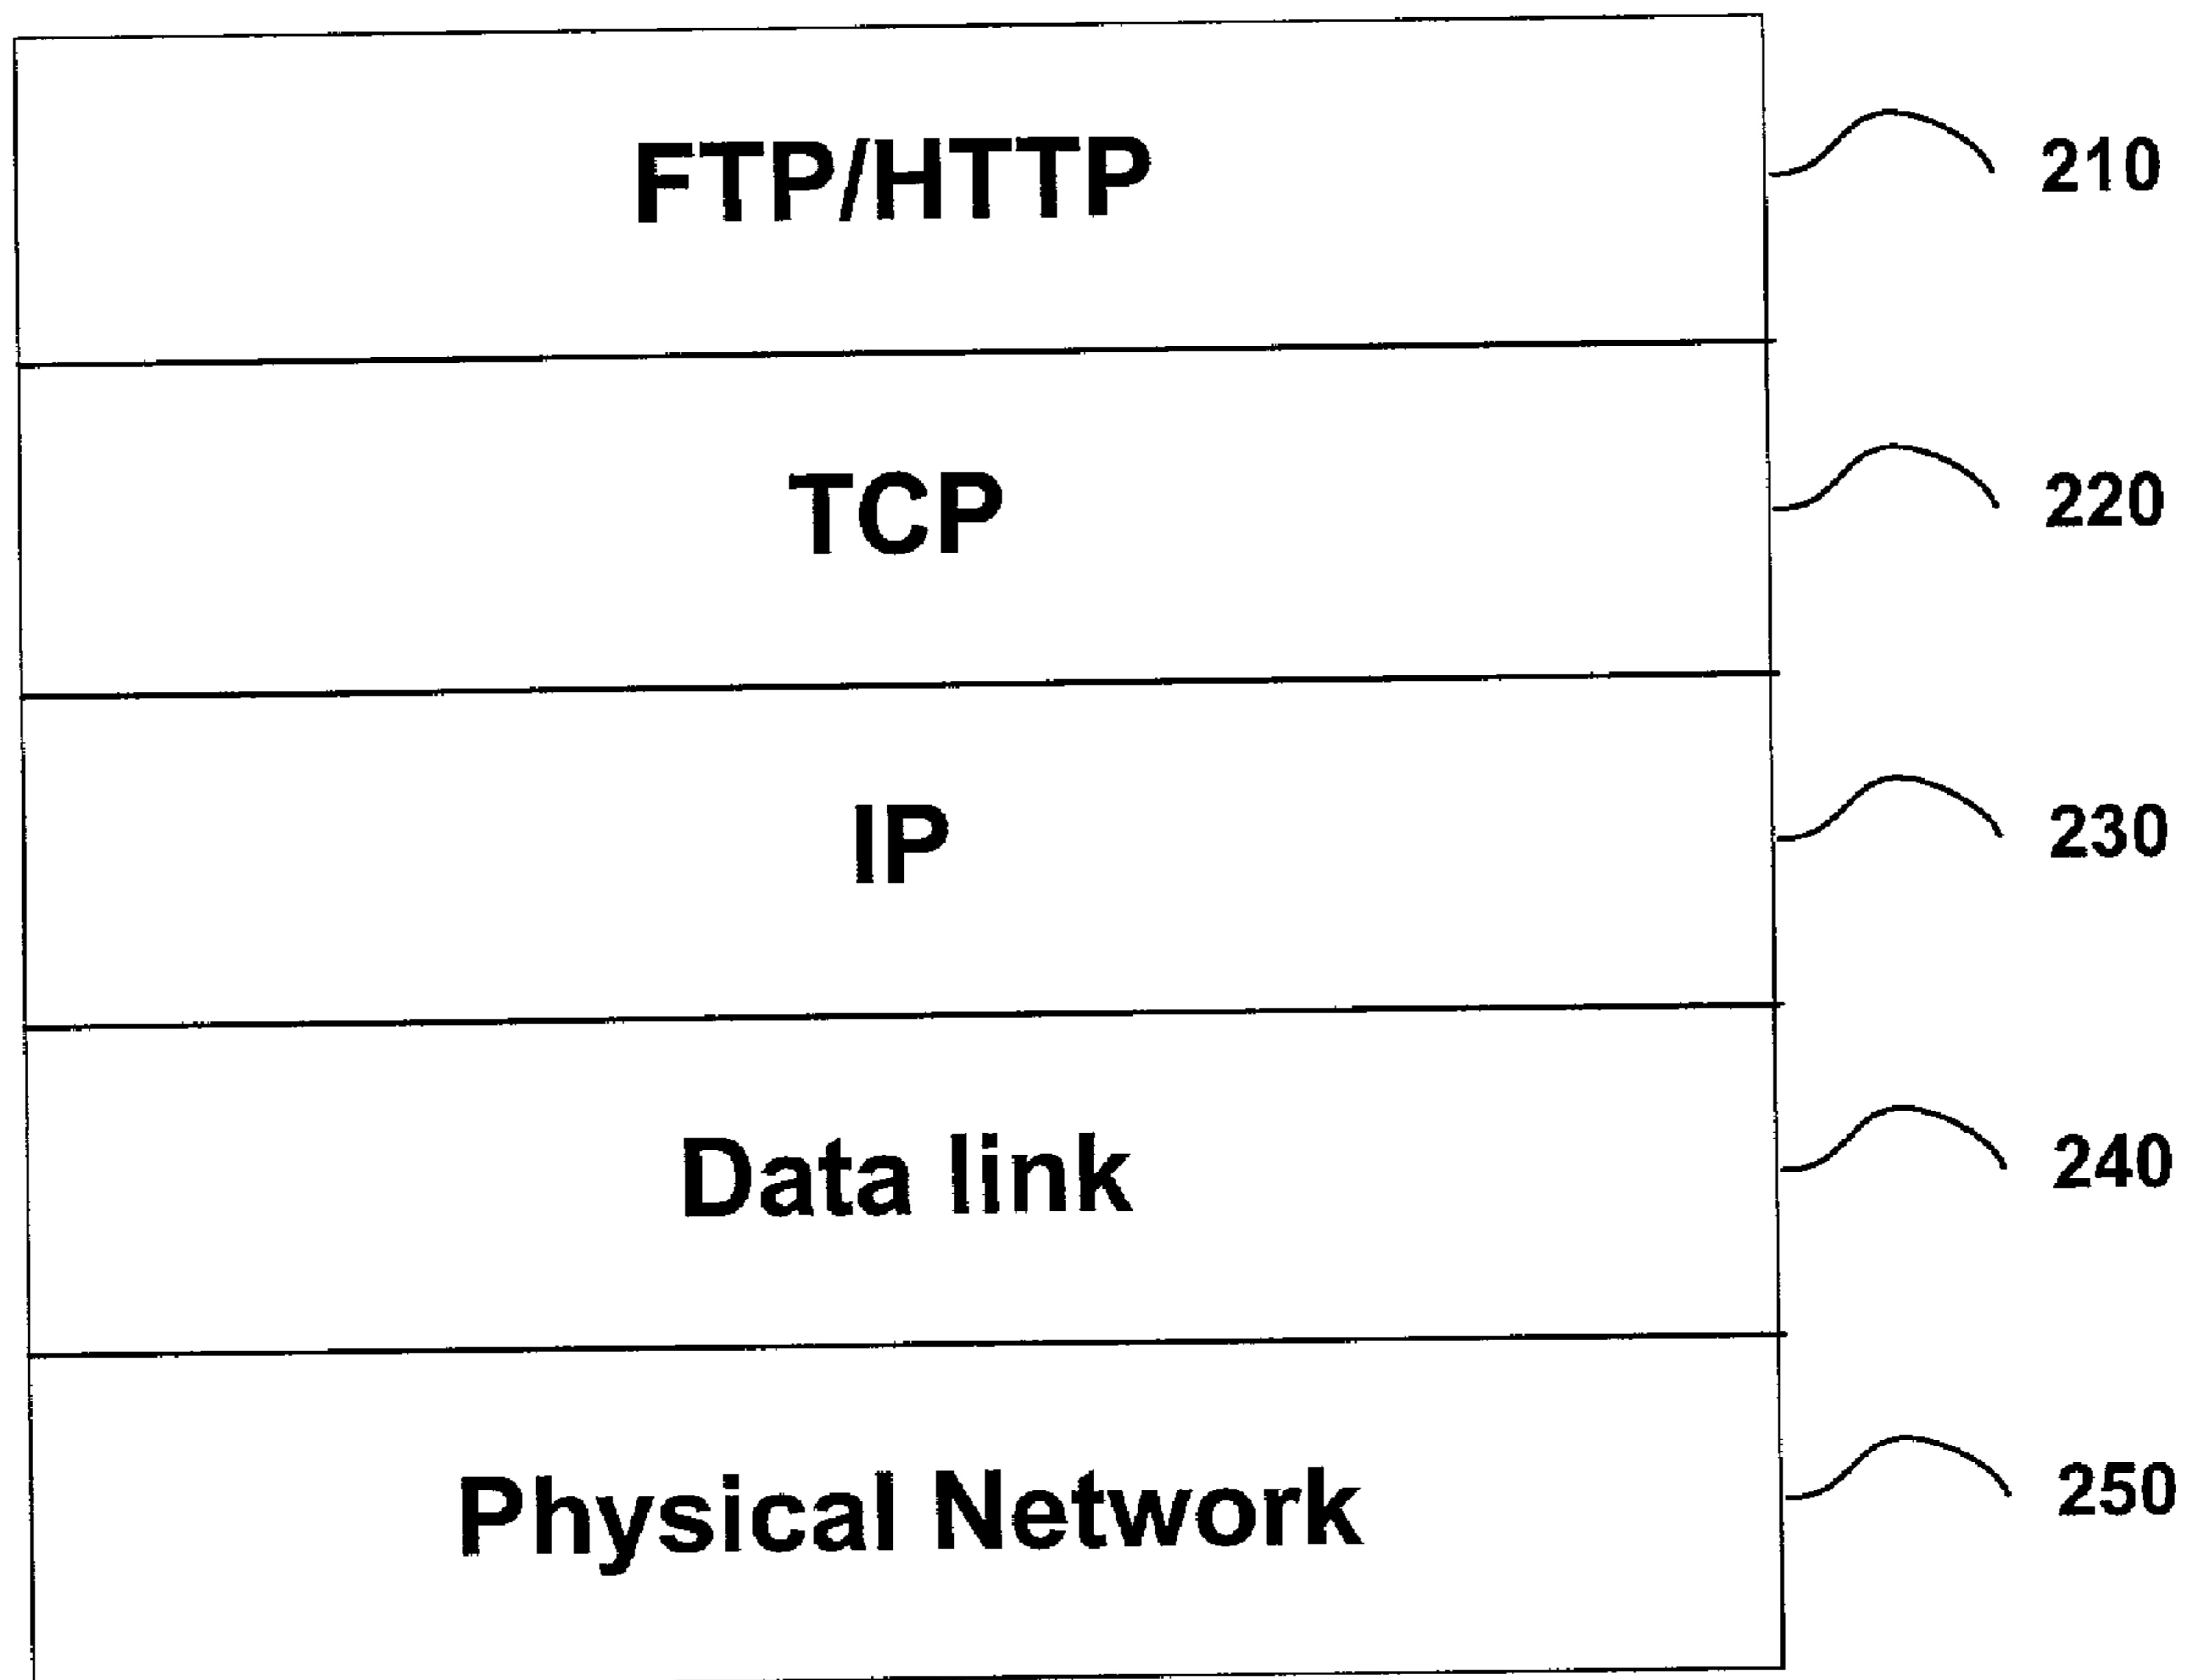 FTP/HTTP 210
TCP 220
IP 230
Data link 240
Physical Network 250